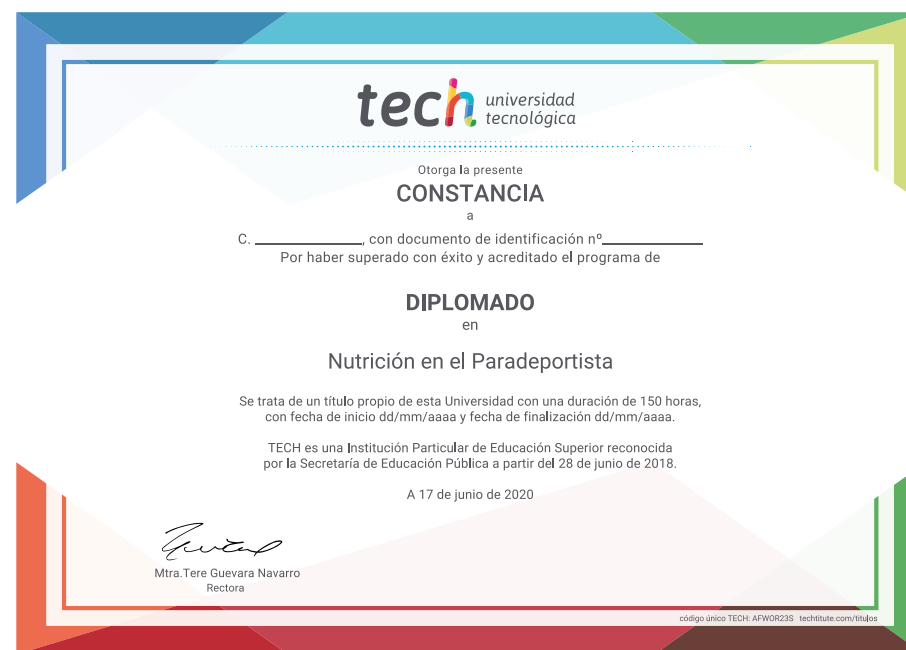 tech universidad
tecnológica
Otorga la presente
CONSTANCIA
a
C. ____________, con documento de identificación nº____________
Por haber superado con éxito y acreditado el programa de
DIPLOMADO
en
Nutrición en el Paradeportista
Se trata de un título propio de esta Universidad con una duración de 150 horas,
con fecha de inicio dd/mm/aaaa y fecha de finalización dd/mm/aaaa.
TECH es una Institución Particular de Educación Superior reconocida
por la Secretaría de Educación Pública a partir del 28 de junio de 2018.
A 17 de junio de 2020
Mtra.Tere Guevara Navarro
Rectora
código único TECH: AFWOR23S techtitute.com/titulos